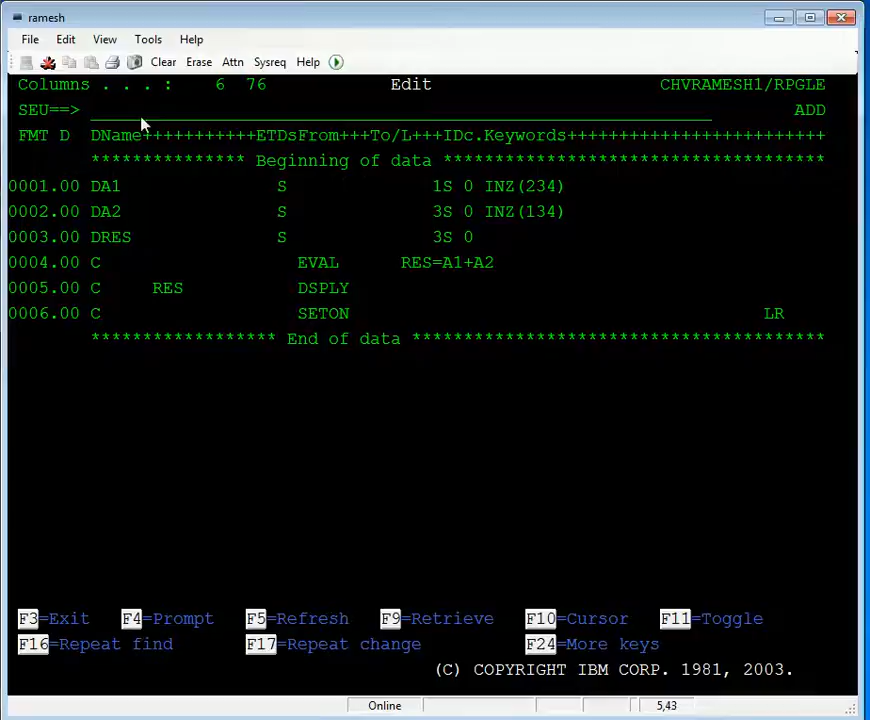 ramesh
File Edit View Tools Help
Clear Erase Attn Sysreq Help
Columns . . . : 6 76 Edit CHVRAMESH1/RPGLE
SEU==> ADD
FMT D DName+++++++++++ETDsFrom+++To/L+++IDc.Keywords+++++++++++++++++++++++++
*************** Beginning of data *************************************
0001.00 DA1 S 1S 0 INZ(234)
0002.00 DA2 S 3S 0 INZ(134)
0003.00 DRES S 3S 0
0004.00 C EVAL RES=A1+A2
0005.00 C RES DSPLY
0006.00 C SETON LR
****************** End of data ****************************************
F3=Exit F4=Prompt F5=Refresh F9=Retrieve F10=Cursor F11=Toggle
F16=Repeat find F17=Repeat change F24=More keys
(C) COPYRIGHT IBM CORP. 1981, 2003.
Online 5,43